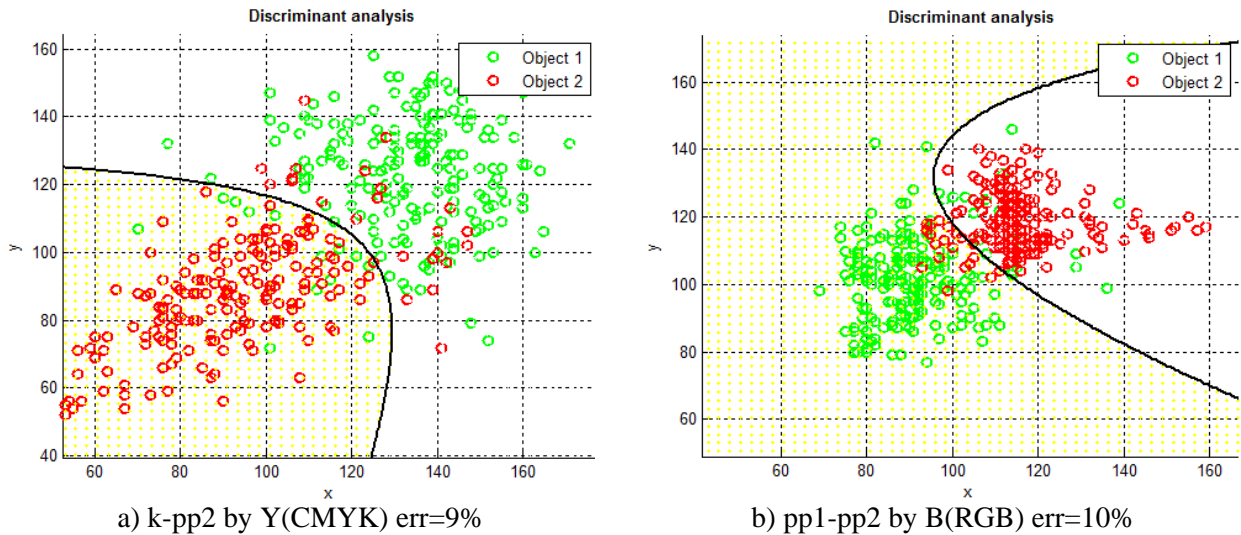 Discriminant analysis
160
140
120
100
80
60
40
y
60 80 100 120 140 160
x
Object 1
Object 2
a) k-pp2 by Y(CMYK) err=9%
Discriminant analysis
160
140
120
100
80
60
y
60 80 100 120 140 160
x
Object 1
Object 2
b) pp1-pp2 by B(RGB) err=10%